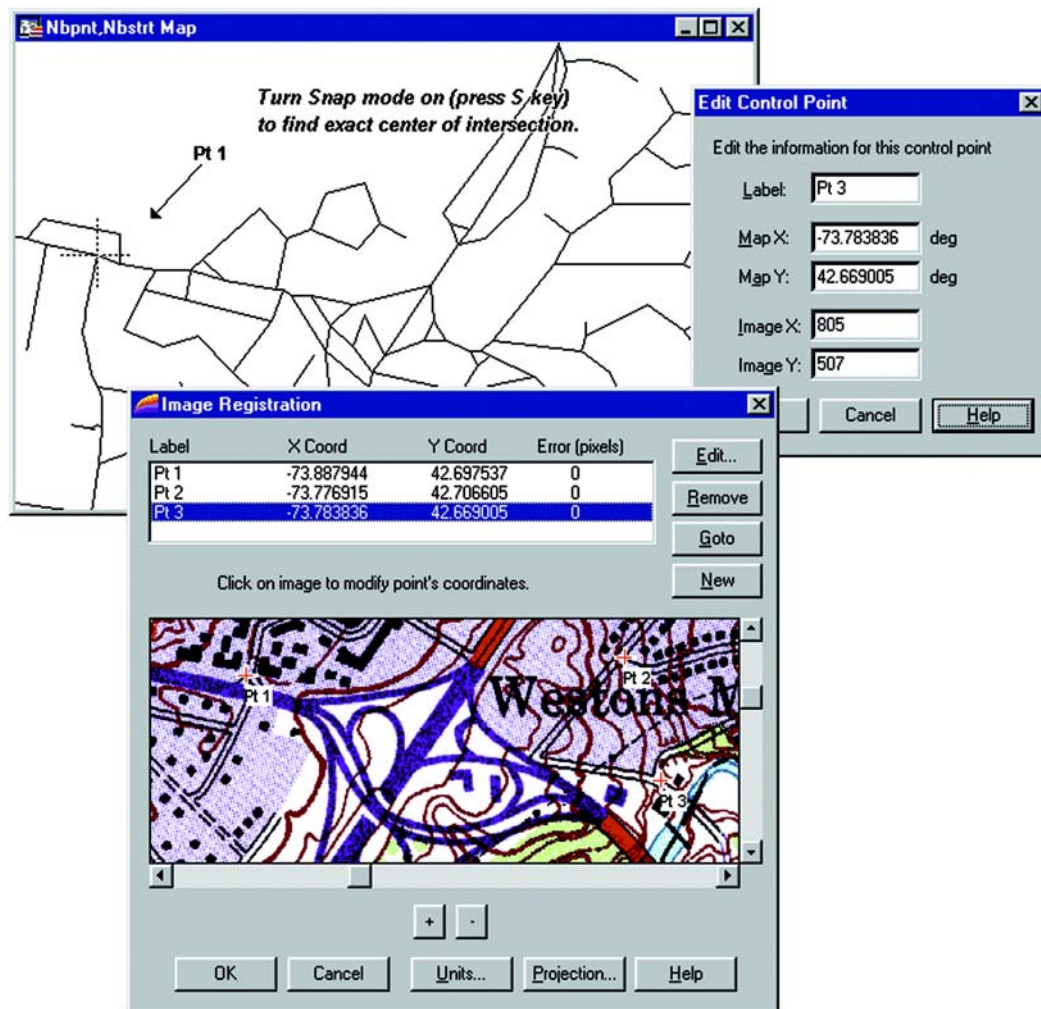 Nbpnt,Nbstrt Map
Turn Snap mode on (press S key)
to find exact center of intersection.
Pt 1
Edit Control Point
Edit the information for this control point
Label: Pt 3
Map X: -73.783836 deg
Map Y: 42.669005 deg
Image X: 805
Image Y: 507
Cancel Help
Image Registration
Label X Coord Y Coord Error (pixels)
Pt 1 -73.887944 42.697537 0
Pt 2 -73.776915 42.706605 0
Pt 3 -73.783836 42.669005 0
Edit...
Remove
Goto
New
Click on image to modify point's coordinates.
Pt 1
Pt 2
Westons M
Pt 3
+ -
OK Cancel Units... Projection... Help